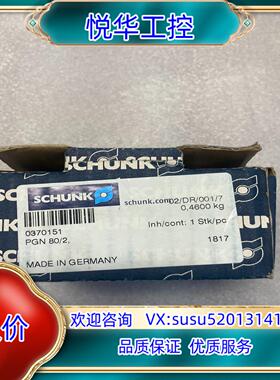 悦华工控
SCHUNK
SCHUNK
schunk.com
02/DR/001/7
0,4600 kg
0370151
Inh/cont: 1 Stk/pc
PGN 80/2,
1817
MADE IN GERMANY
价
欢迎咨询 VX:susu52013141
品质保证 优质服务